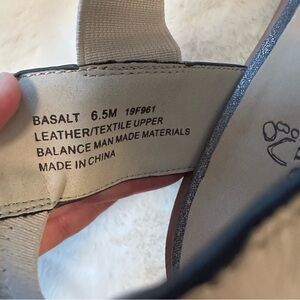 BASALT 6.5M 19F961
LEATHER/TEXTILE UPPER
BALANCE MAN MADE MATERIALS
MADE IN CHINA